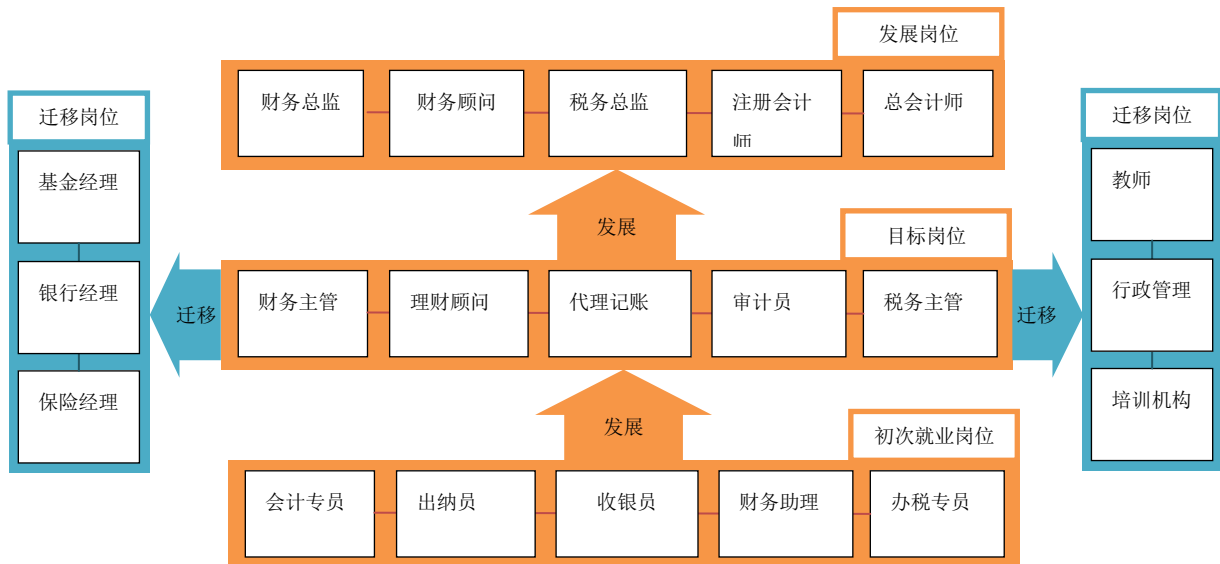 发展岗位
财务总监
财务顾问
税务总监
注册会计
师
总会计师
迁移岗位
基金经理
银行经理
保险经理
迁移岗位
教师
行政管理
培训机构
发展
目标岗位
迁移
财务主管
理财顾问
代理记账
审计员
税务主管
迁移
发展
初次就业岗位
会计专员
出纳员
收银员
财务助理
办税专员